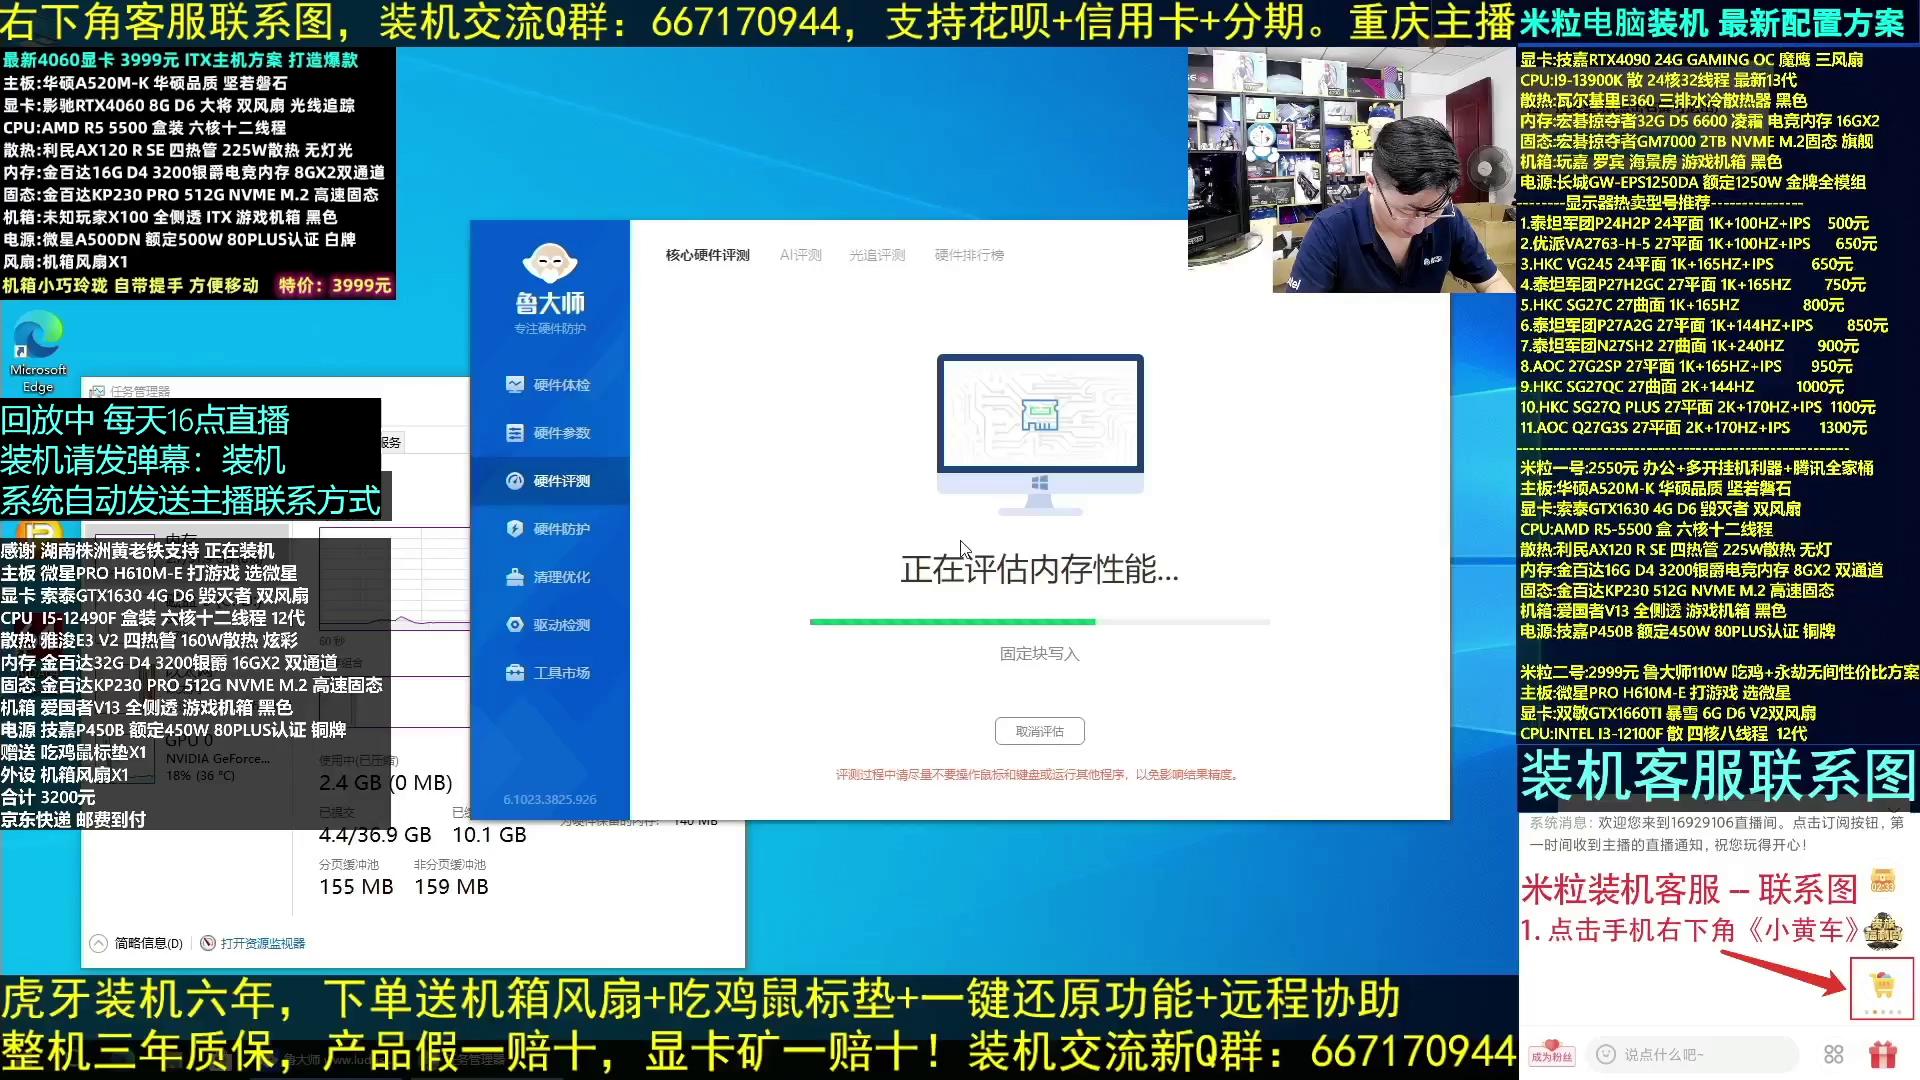 右下角客服联系图，装机交流Q群：667170944，支持花呗+信用卡+分期。重庆主播
最新4060显卡 3999元 ITX主机方案 打造爆款
主板:华硕A520M-K 华硕品质 坚若磐石
显卡:影驰RTX4060 8G D6 大将 双风扇 光线追踪
CPU:AMD R5 5500 盒装 六核十二线程
散热:利民AX120 R SE 四热管 225W散热 无灯光
内存:金百达16G D4 3200银爵电竞内存 8GX2双通道
固态:金百达KP230 PRO 512G NVME M.2 高速固态
机箱:未知玩家X100 全侧透 ITX 游戏机箱 黑色
电源:微星A500DN 额定500W 80PLUS认证 白牌
风扇:机箱风扇X1
机箱小巧玲珑 自带提手 方便移动 特价：3999元
Microsoft
Edge
任务管理器
回放中 每天16点直播
装机请发弹幕：装机
系统自动发送主播联系方式
服务
感谢 湖南株洲黄老铁支持 正在装机
主板 微星PRO H610M-E 打游戏 选微星
显卡 索泰GTX1630 4G D6 毁灭者 双风扇
CPU I5-12490F 盒装 六核十二线程 12代
散热 雅浚E3 V2 四热管 160W散热 炫彩
内存 金百达32G D4 3200银爵 16GX2 双通道
固态 金百达KP230 PRO 512G NVME M.2 高速固态
机箱 爱国者V13 全侧透 游戏机箱 黑色
电源 技嘉P450B 额定450W 80PLUS认证 铜牌
赠送 吃鸡鼠标垫X1
外设 机箱风扇X1
合计 3200元
京东快递 邮费到付
GPU 0
NVIDIA GeForce...
18% (36 °C)
60 秒
使用中(已压缩)
2.4 GB (0 MB)
已提交
4.4/36.9 GB 10.1 GB
为硬件保留的内存: 140 MB
分页缓冲池 非分页缓冲池
155 MB 159 MB
简略信息(D) 打开资源监视器
鲁大师
专注硬件防护
硬件体检
硬件参数
硬件评测
硬件防护
清理优化
驱动检测
工具市场
6.1023.3825.926
核心硬件评测 AI评测 光追评测 硬件排行榜
正在评估内存性能...
固定块写入
取消评估
评测过程中请尽量不要操作鼠标和键盘或运行其他程序，以免影响结果精度。
米粒电脑装机 最新配置方案
显卡:技嘉RTX4090 24G GAMING OC 魔鹰 三风扇
CPU:I9-13900K 散 24核32线程 最新13代
散热:瓦尔基里E360 三排水冷散热器 黑色
内存:宏碁掠夺者32G D5 6600 凌霜 电竞内存 16GX2
固态:宏碁掠夺者GM7000 2TB NVME M.2固态 旗舰
机箱:玩嘉 罗宾 海景房 游戏机箱 黑色
电源:长城GW-EPS1250DA 额定1250W 金牌全模组
--------显示器热卖型号推荐---------------
1.泰坦军团P24H2P 24平面 1K+100HZ+IPS 500元
2.优派VA2763-H-5 27平面 1K+100HZ+IPS 650元
3.HKC VG245 24平面 1K+165HZ+IPS 650元
4.泰坦军团P27H2GC 27平面 1K+165HZ 750元
5.HKC SG27C 27曲面 1K+165HZ 800元
6.泰坦军团P27A2G 27平面 1K+144HZ+IPS 850元
7.泰坦军团N27SH2 27曲面 1K+240HZ 900元
8.AOC 27G2SP 27平面 1K+165HZ+IPS 950元
9.HKC SG27QC 27曲面 2K+144HZ 1000元
10.HKC SG27Q PLUS 27平面 2K+170HZ+IPS 1100元
11.AOC Q27G3S 27平面 2K+170HZ+IPS 1300元
米粒一号:2550元 办公+多开挂机利器+腾讯全家桶
主板:华硕A520M-K 华硕品质 坚若磐石
显卡:索泰GTX1630 4G D6 毁灭者 双风扇
CPU:AMD R5-5500 盒 六核十二线程
散热:利民AX120 R SE 四热管 225W散热 无灯
内存:金百达16G D4 3200银爵电竞内存 8GX2 双通道
固态:金百达KP230 512G NVME M.2 高速固态
机箱:爱国者V13 全侧透 游戏机箱 黑色
电源:技嘉P450B 额定450W 80PLUS认证 铜牌
米粒二号:2999元 鲁大师110W 吃鸡+永劫无间性价比方案
主板:微星PRO H610M-E 打游戏 选微星
显卡:双敏GTX1660TI 暴雪 6G D6 V2双风扇
CPU:INTEL I3-12100F 散 四核八线程 12代
装机客服联系图
系统消息：欢迎您来到16929106直播间。点击订阅按钮，第
一时间收到主播的直播通知，祝您玩得开心！
米粒装机客服 -- 联系图
02:33
1. 点击手机右下角《小黄车》
成为粉丝 说点什么吧~
虎牙装机六年，下单送机箱风扇+吃鸡鼠标垫+一键还原功能+远程协助
整机三年质保，产品假一赔十，显卡矿一赔十！装机交流新Q群：667170944